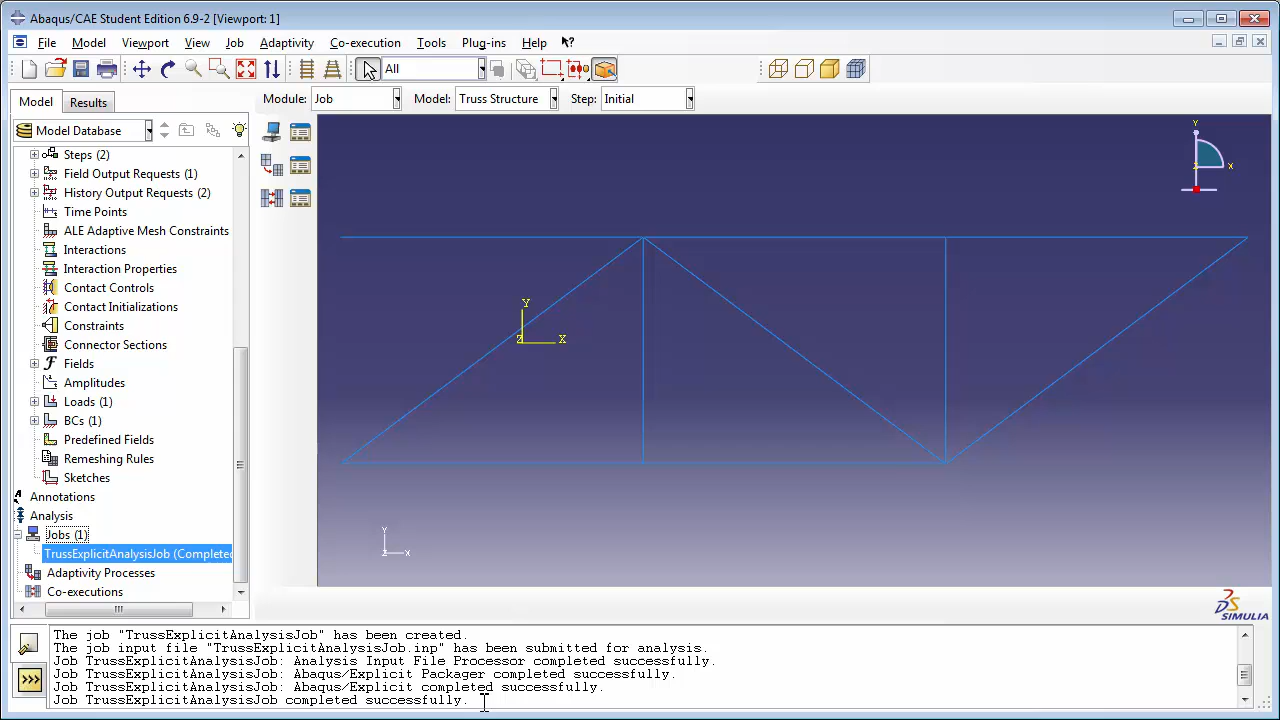 Abaqus/CAE Student Edition 6.9-2 [Viewport: 1]
File Model Viewport View Job Adaptivity Co-execution Tools Plug-ins Help
All
Model Results Module: Job Model: Truss Structure Step: Initial
Model Database
Steps (2)
Field Output Requests (1)
History Output Requests (2)
Time Points
ALE Adaptive Mesh Constraints
Interactions
Interaction Properties
Contact Controls
Contact Initializations
Constraints
Connector Sections
Fields
Amplitudes
Loads (1)
BCs (1)
Predefined Fields
Remeshing Rules
Sketches
Annotations
Analysis
Jobs (1)
TrussExplicitAnalysisJob (Completed
Adaptivity Processes
Co-executions
Y
X
Z
Y
Z X
Y
Z X
SIMULIA
The job "TrussExplicitAnalysisJob" has been created.
The job input file "TrussExplicitAnalysisJob.inp" has been submitted for analysis.
Job TrussExplicitAnalysisJob: Analysis Input File Processor completed successfully.
Job TrussExplicitAnalysisJob: Abaqus/Explicit Packager completed successfully.
Job TrussExplicitAnalysisJob: Abaqus/Explicit completed successfully.
Job TrussExplicitAnalysisJob completed successfully.
>>>